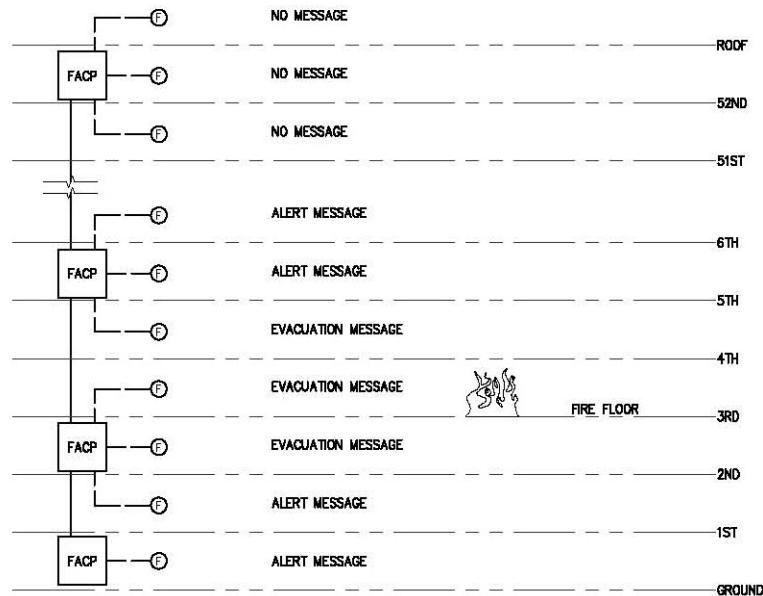 F NO MESSAGE
ROOF
FACP F NO MESSAGE
52ND
F NO MESSAGE
51ST
F ALERT MESSAGE
6TH
FACP F ALERT MESSAGE
5TH
F EVACUATION MESSAGE
4TH
F EVACUATION MESSAGE
FIRE FLOOR 3RD
FACP F EVACUATION MESSAGE
2ND
F ALERT MESSAGE
1ST
FACP F ALERT MESSAGE
GROUND